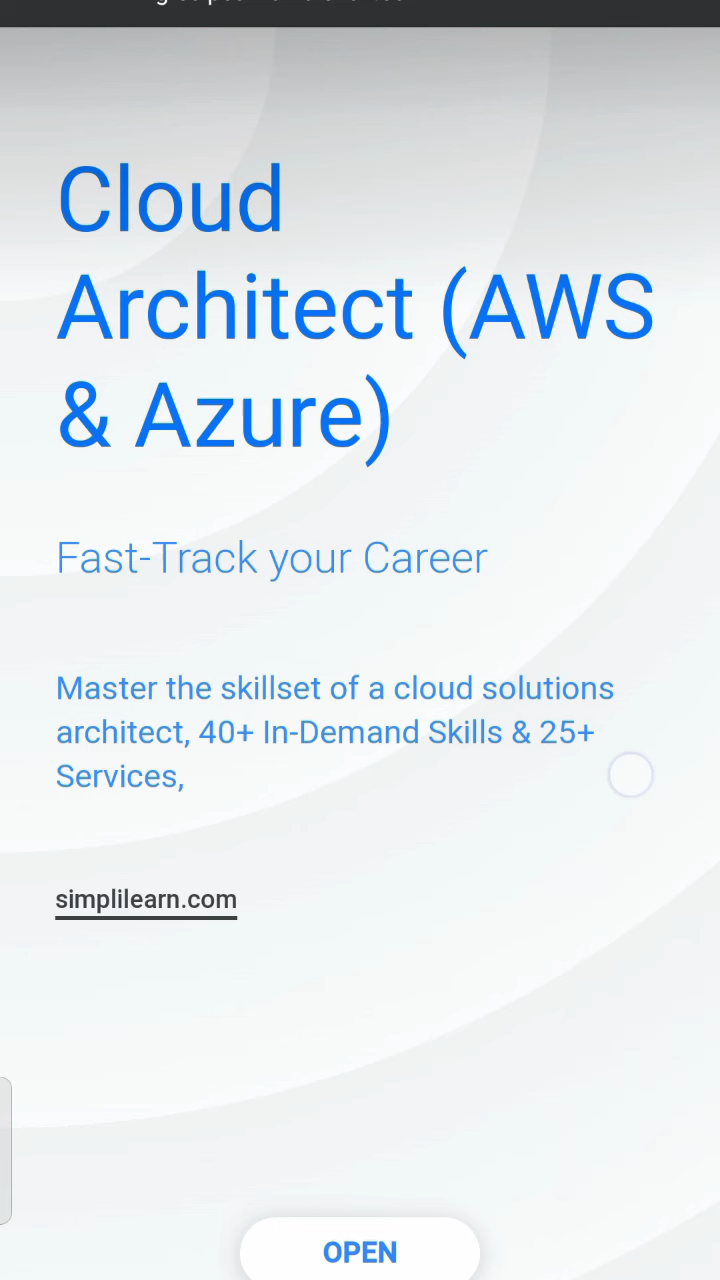 Cloud
Architect (AWS
& Azure)
Fast-Track your Career
Master the skillset of a cloud solutions
architect, 40+ In-Demand Skills & 25+
Services,
simplilearn.com
OPEN